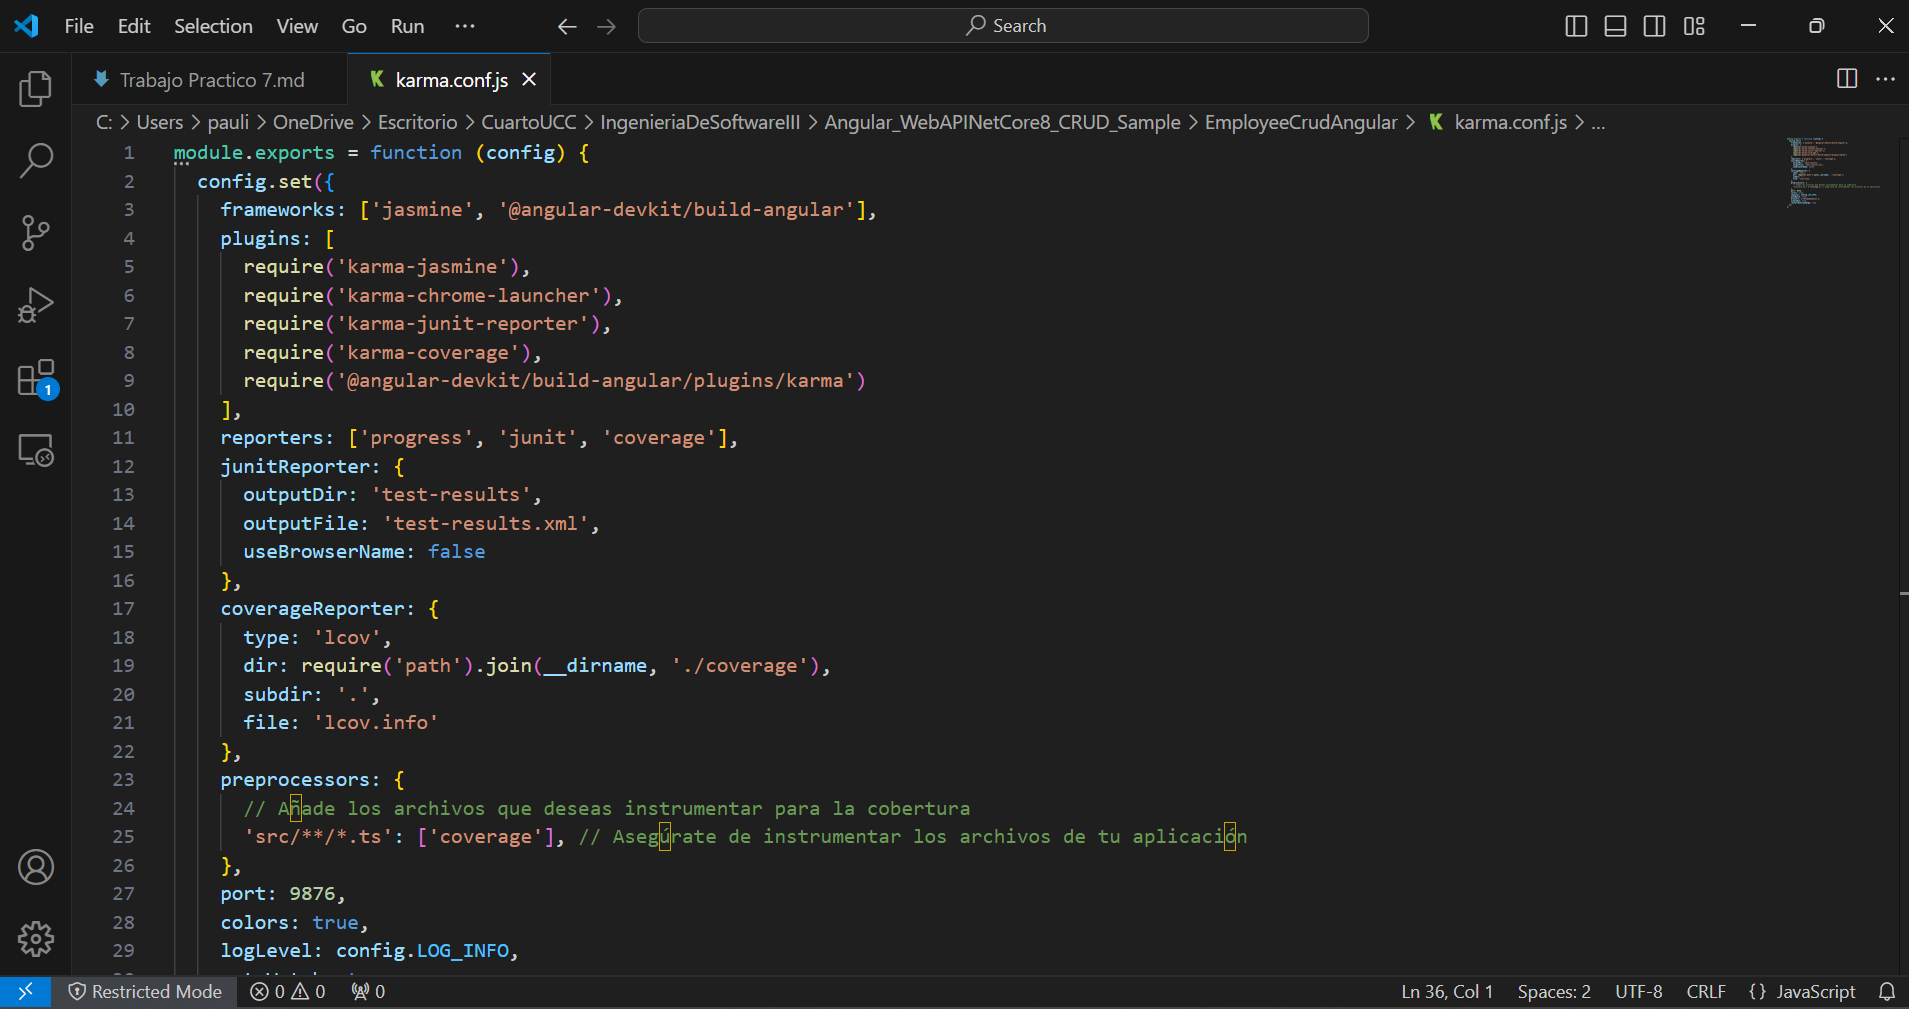 File Edit Selection View Go Run ··· Search
Trabajo Practico 7.md karma.conf.js
C: > Users > pauli > OneDrive > Escritorio > CuartoUCC > IngenieriaDeSoftwareIII > Angular_WebAPINetCore8_CRUD_Sample > EmployeeCrudAngular > karma.conf.js > ...
1 module.exports = function (config) {
2 config.set({
3 frameworks: ['jasmine', '@angular-devkit/build-angular'],
4 plugins: [
5 require('karma-jasmine'),
6 require('karma-chrome-launcher'),
7 require('karma-junit-reporter'),
8 require('karma-coverage'),
9 require('@angular-devkit/build-angular/plugins/karma')
10 ],
11 reporters: ['progress', 'junit', 'coverage'],
12 junitReporter: {
13 outputDir: 'test-results',
14 outputFile: 'test-results.xml',
15 useBrowserName: false
16 },
17 coverageReporter: {
18 type: 'lcov',
19 dir: require('path').join(__dirname, './coverage'),
20 subdir: '.',
21 file: 'lcov.info'
22 },
23 preprocessors: {
24 // Añade los archivos que deseas instrumentar para la cobertura
25 'src/**/*.ts': ['coverage'], // Asegúrate de instrumentar los archivos de tu aplicación
26 },
27 port: 9876,
28 colors: true,
29 logLevel: config.LOG_INFO,
1
Restricted Mode 0 0 0 Ln 36, Col 1 Spaces: 2 UTF-8 CRLF {} JavaScript